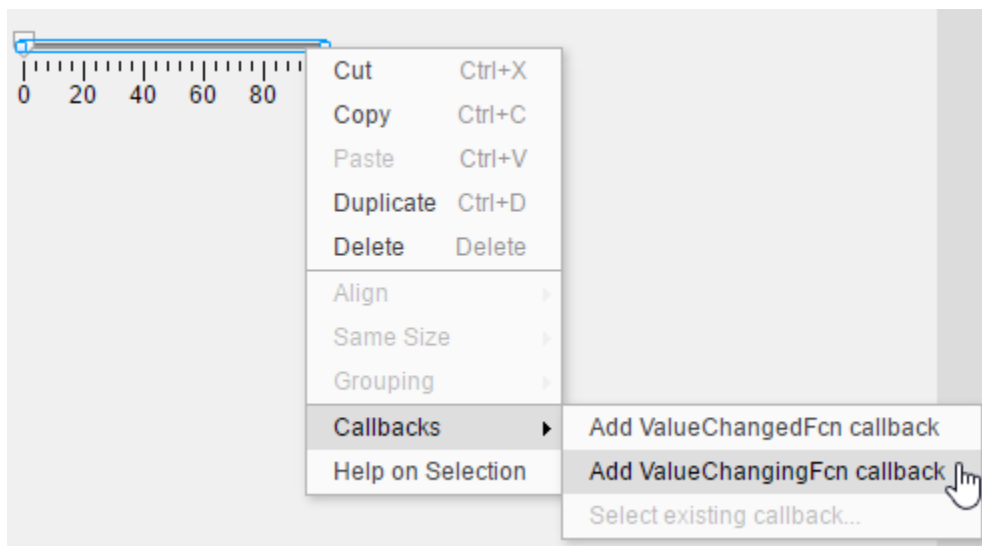 0 20 40 60 80
Cut Ctrl+X
Copy Ctrl+C
Paste Ctrl+V
Duplicate Ctrl+D
Delete Delete
Align
Same Size
Grouping
Callbacks
Help on Selection
Add ValueChangedFcn callback
Add ValueChangingFcn callback
Select existing callback...